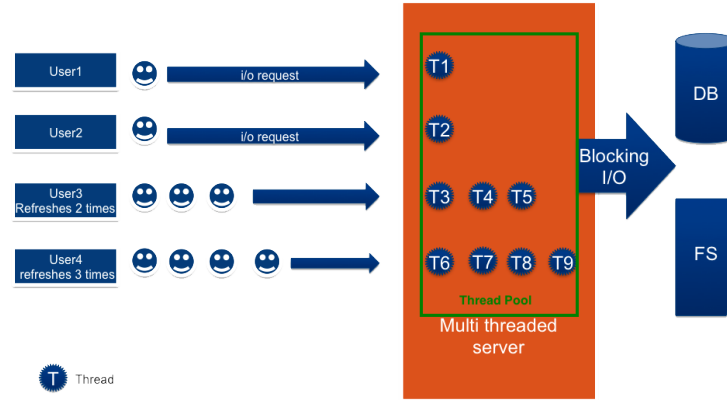 User1
i/o request
T1
User2
i/o request
T2
User3
Refreshes 2 times
T3 T4 T5
User4
refreshes 3 times
T6 T7 T8 T9
Thread Pool
Multi threaded
server
Blocking
I/O
DB
FS
T Thread